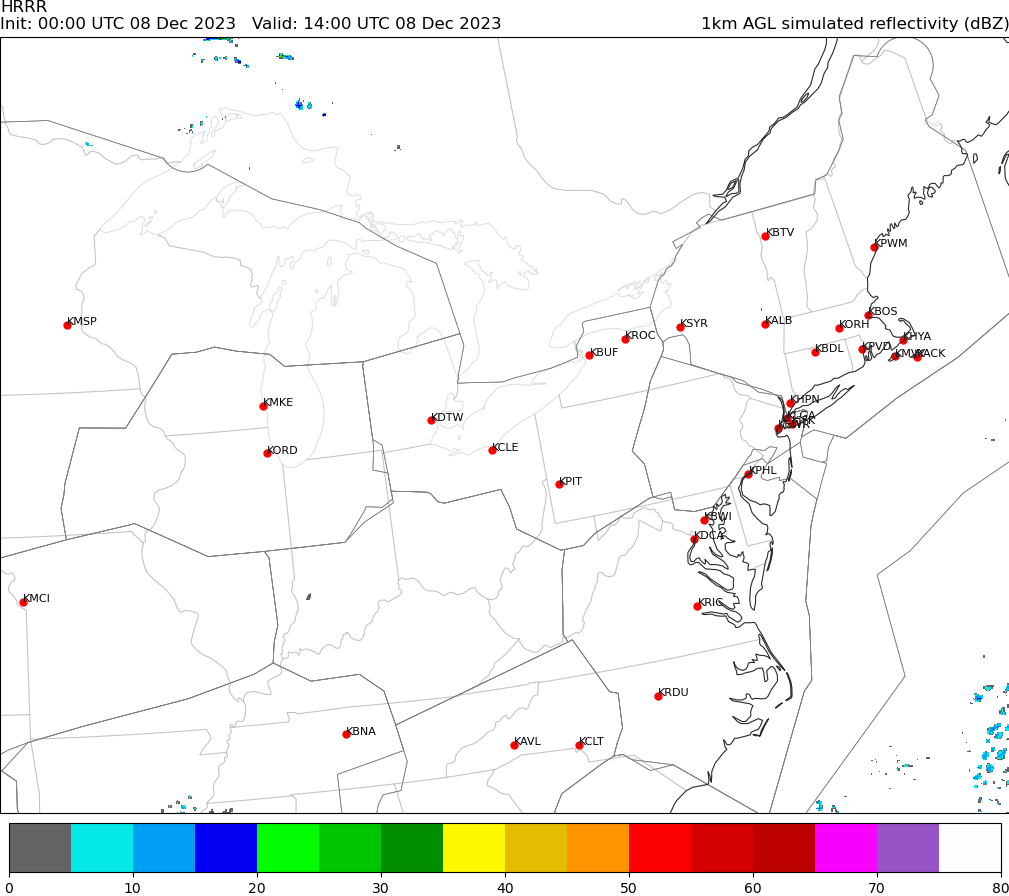 HRRR
Init: 00:00 UTC 08 Dec 2023   Valid: 14:00 UTC 08 Dec 2023
1km AGL simulated reflectivity (dBZ)
KBTV
KPWM
KBOS
KMSP
KSYR
KALB
KORH
KROC
KHYA
KBUF
KBDL
KPVD
KACK
KMKE
KHPN
KDTW
KLGA
KORD
KCLE
KPHL
KPIT
KBWI
KDCA
KMCI
KRIC
KRDU
KBNA
KAVL
KCLT
0 10 20 30 40 50 60 70 80